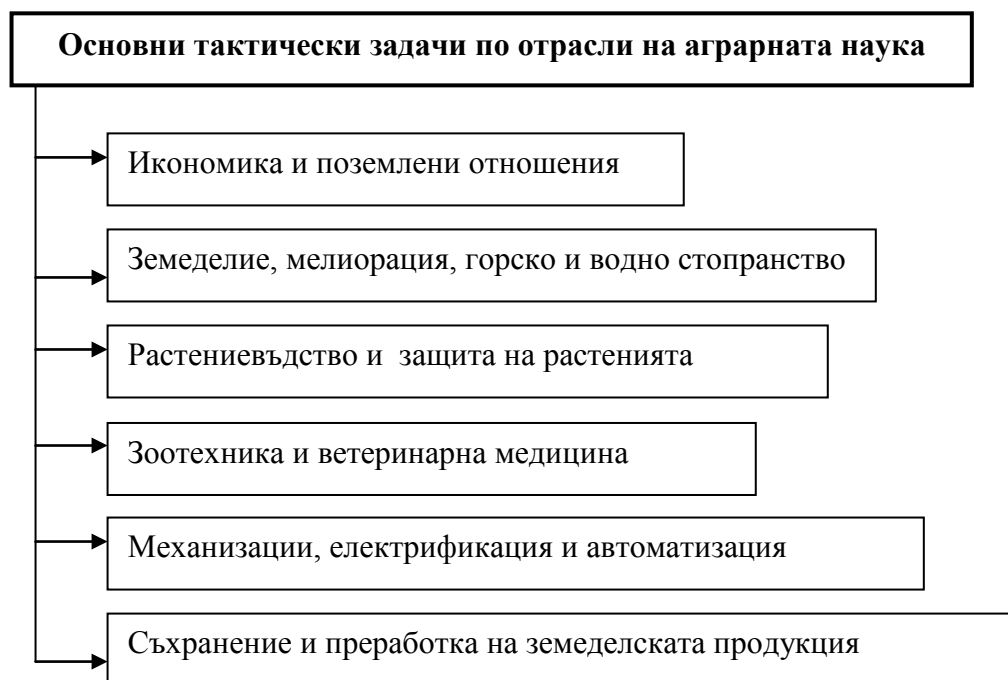 Основни тактически задачи по отрасли на аграрната наука
Икономика и поземлени отношения
Земеделие, мелиорация, горско и водно стопранство
Растениевъдство и  защита на растенията
Зоотехника и ветеринарна медицина
Механизации, електрификация и автоматизация
Съхранение и преработка на земеделската продукция